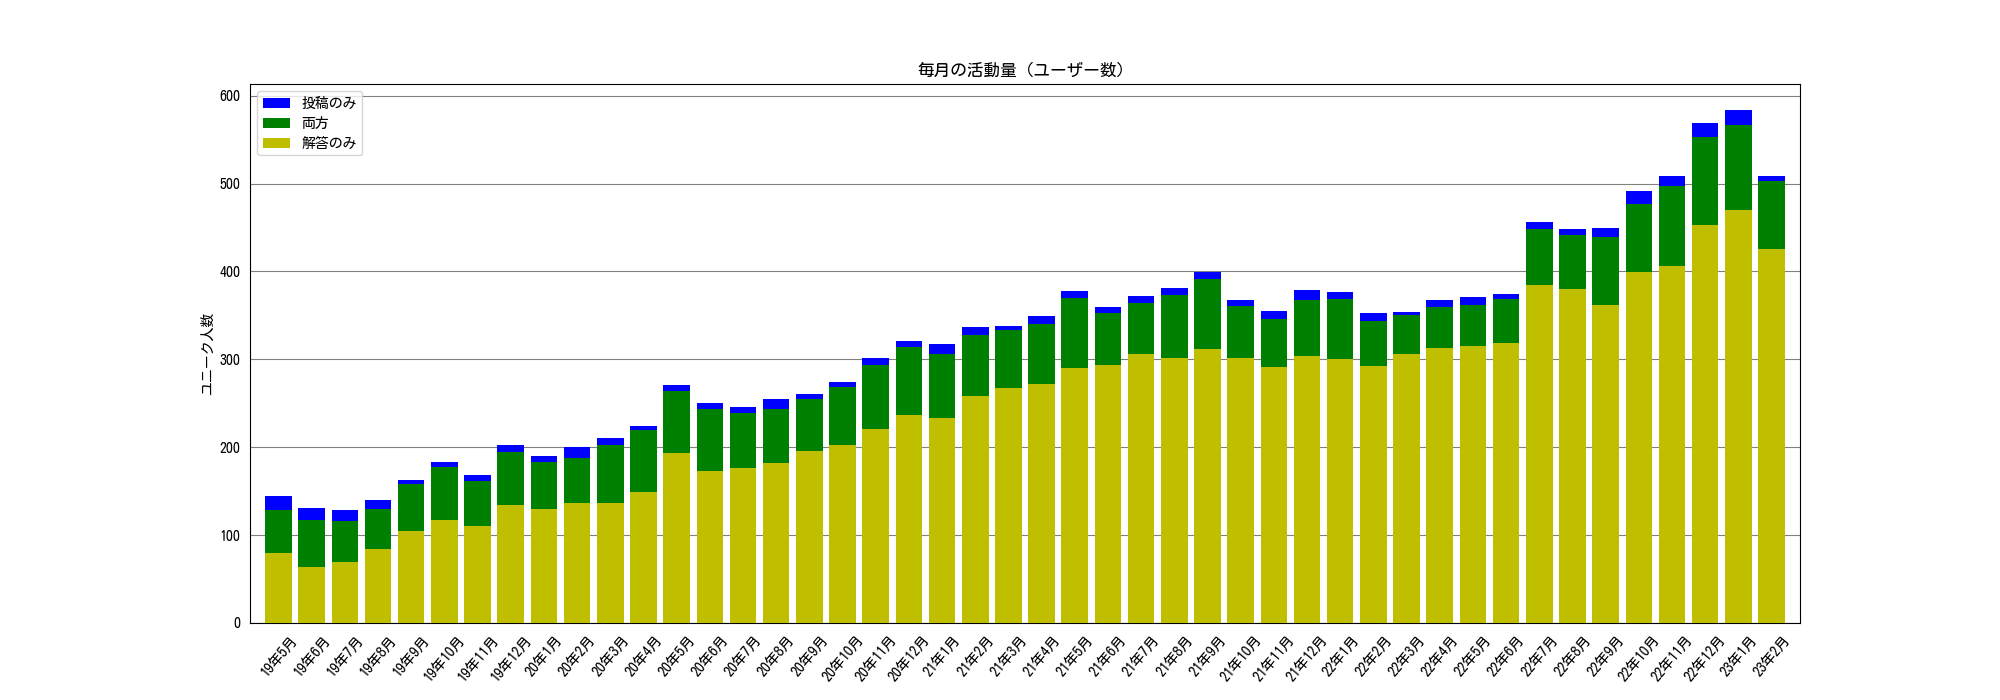 毎月の活動量（ユーザー数）
投稿のみ
両方
解答のみ
ユニーク人数
600
500
400
300
200
100
0
19年5月
19年6月
19年7月
19年8月
19年9月
19年10月
19年11月
19年12月
20年1月
20年2月
20年3月
20年4月
20年5月
20年6月
20年7月
20年8月
20年9月
20年10月
20年11月
20年12月
21年1月
21年2月
21年3月
21年4月
21年5月
21年6月
21年7月
21年8月
21年9月
21年10月
21年11月
21年12月
22年1月
22年2月
22年3月
22年4月
22年5月
22年6月
22年7月
22年8月
22年9月
22年10月
22年11月
22年12月
23年1月
23年2月